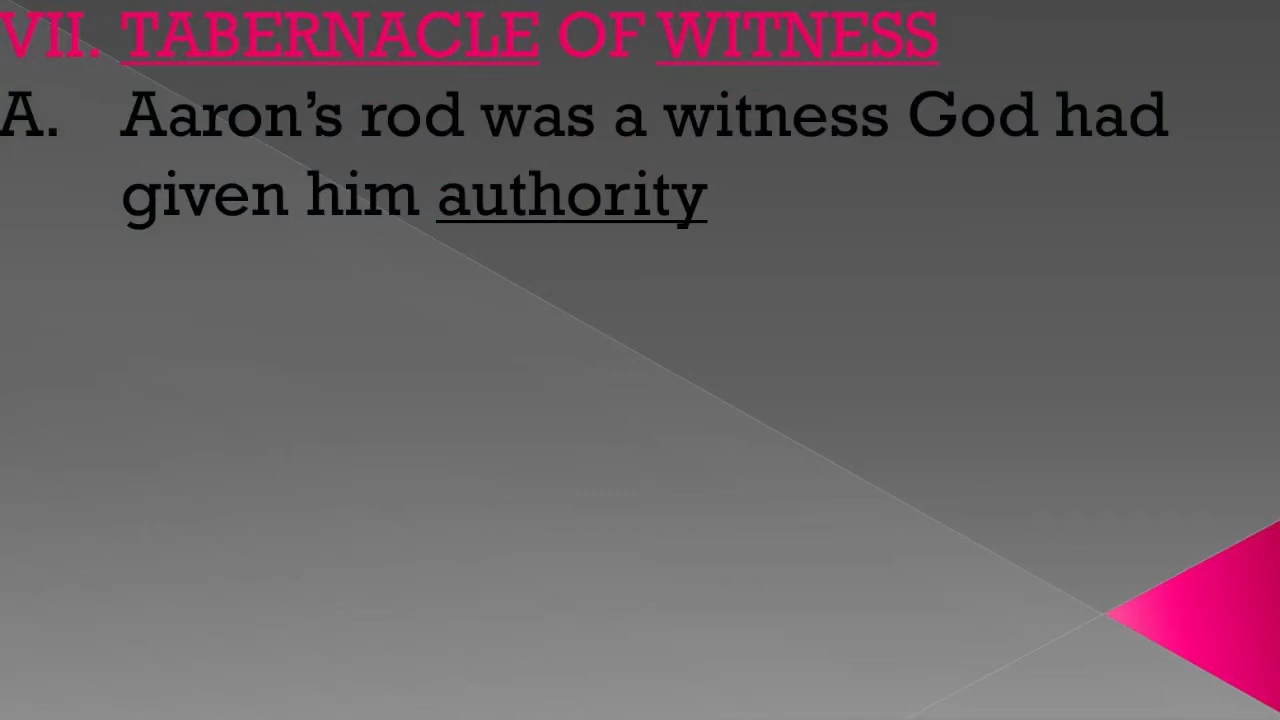 VII. TABERNACLE OF WITNESS
A. Aaron’s rod was a witness God had
given him authority